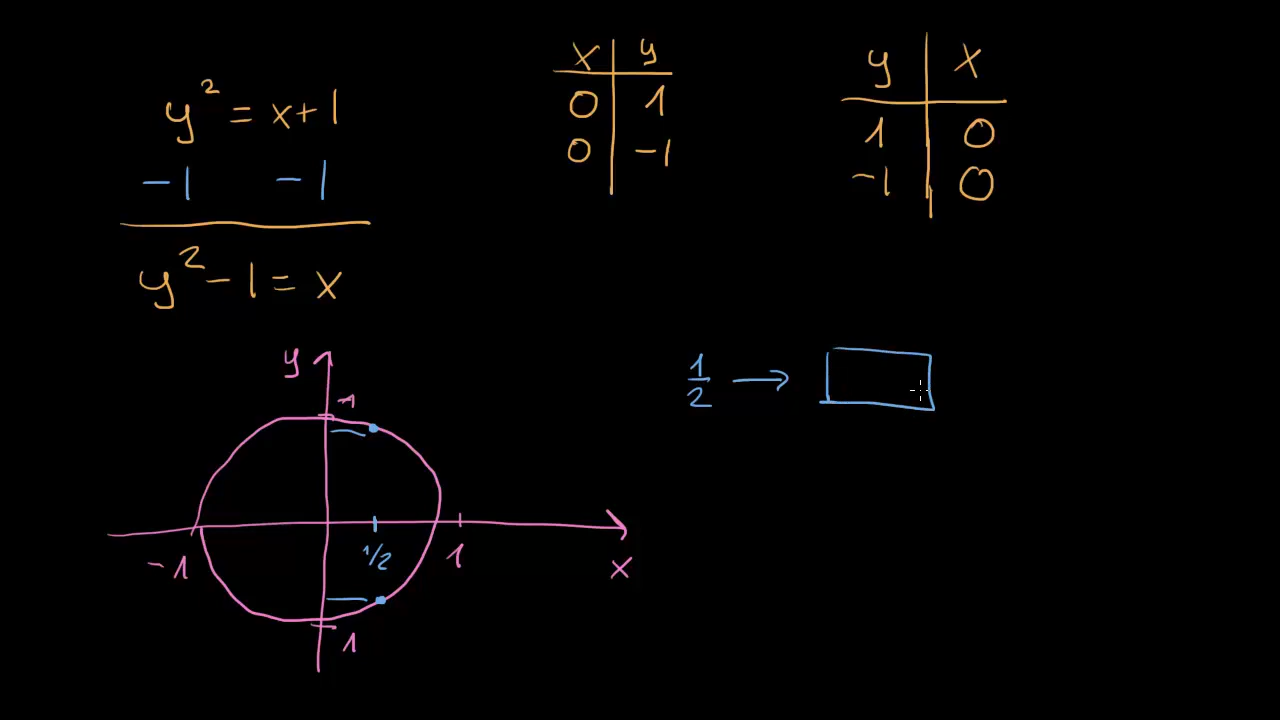 y² = x+1
-1 -1
y² - 1 = x
x y
0 1
0 -1
y x
1 0
-1 0
1/2 →
y
1
-1
1/2
1
x
1